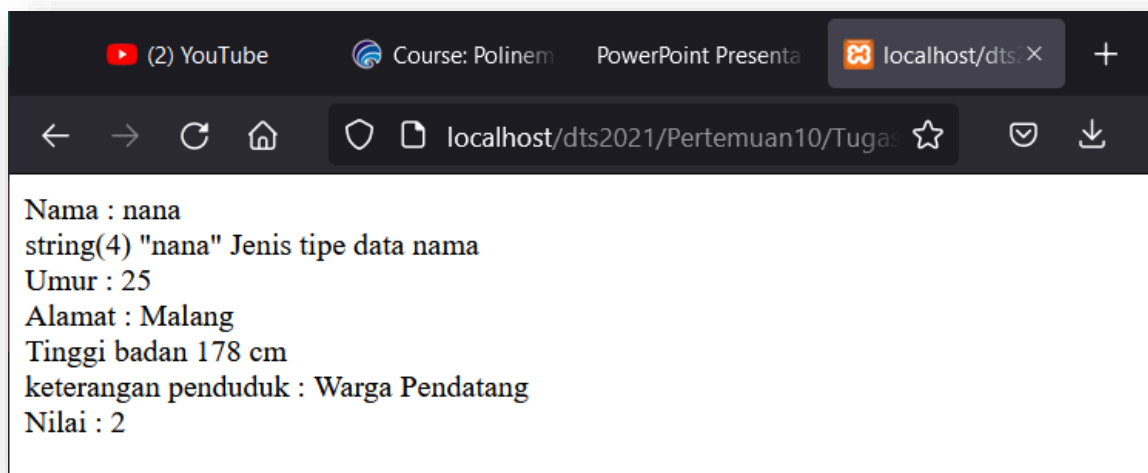 (2) YouTube Course: Polinem PowerPoint Presenta localhost/dts
localhost/dts2021/Pertemuan10/Tugas
Nama : nana
string(4) "nana" Jenis tipe data nama
Umur : 25
Alamat : Malang
Tinggi badan 178 cm
keterangan penduduk : Warga Pendatang
Nilai : 2